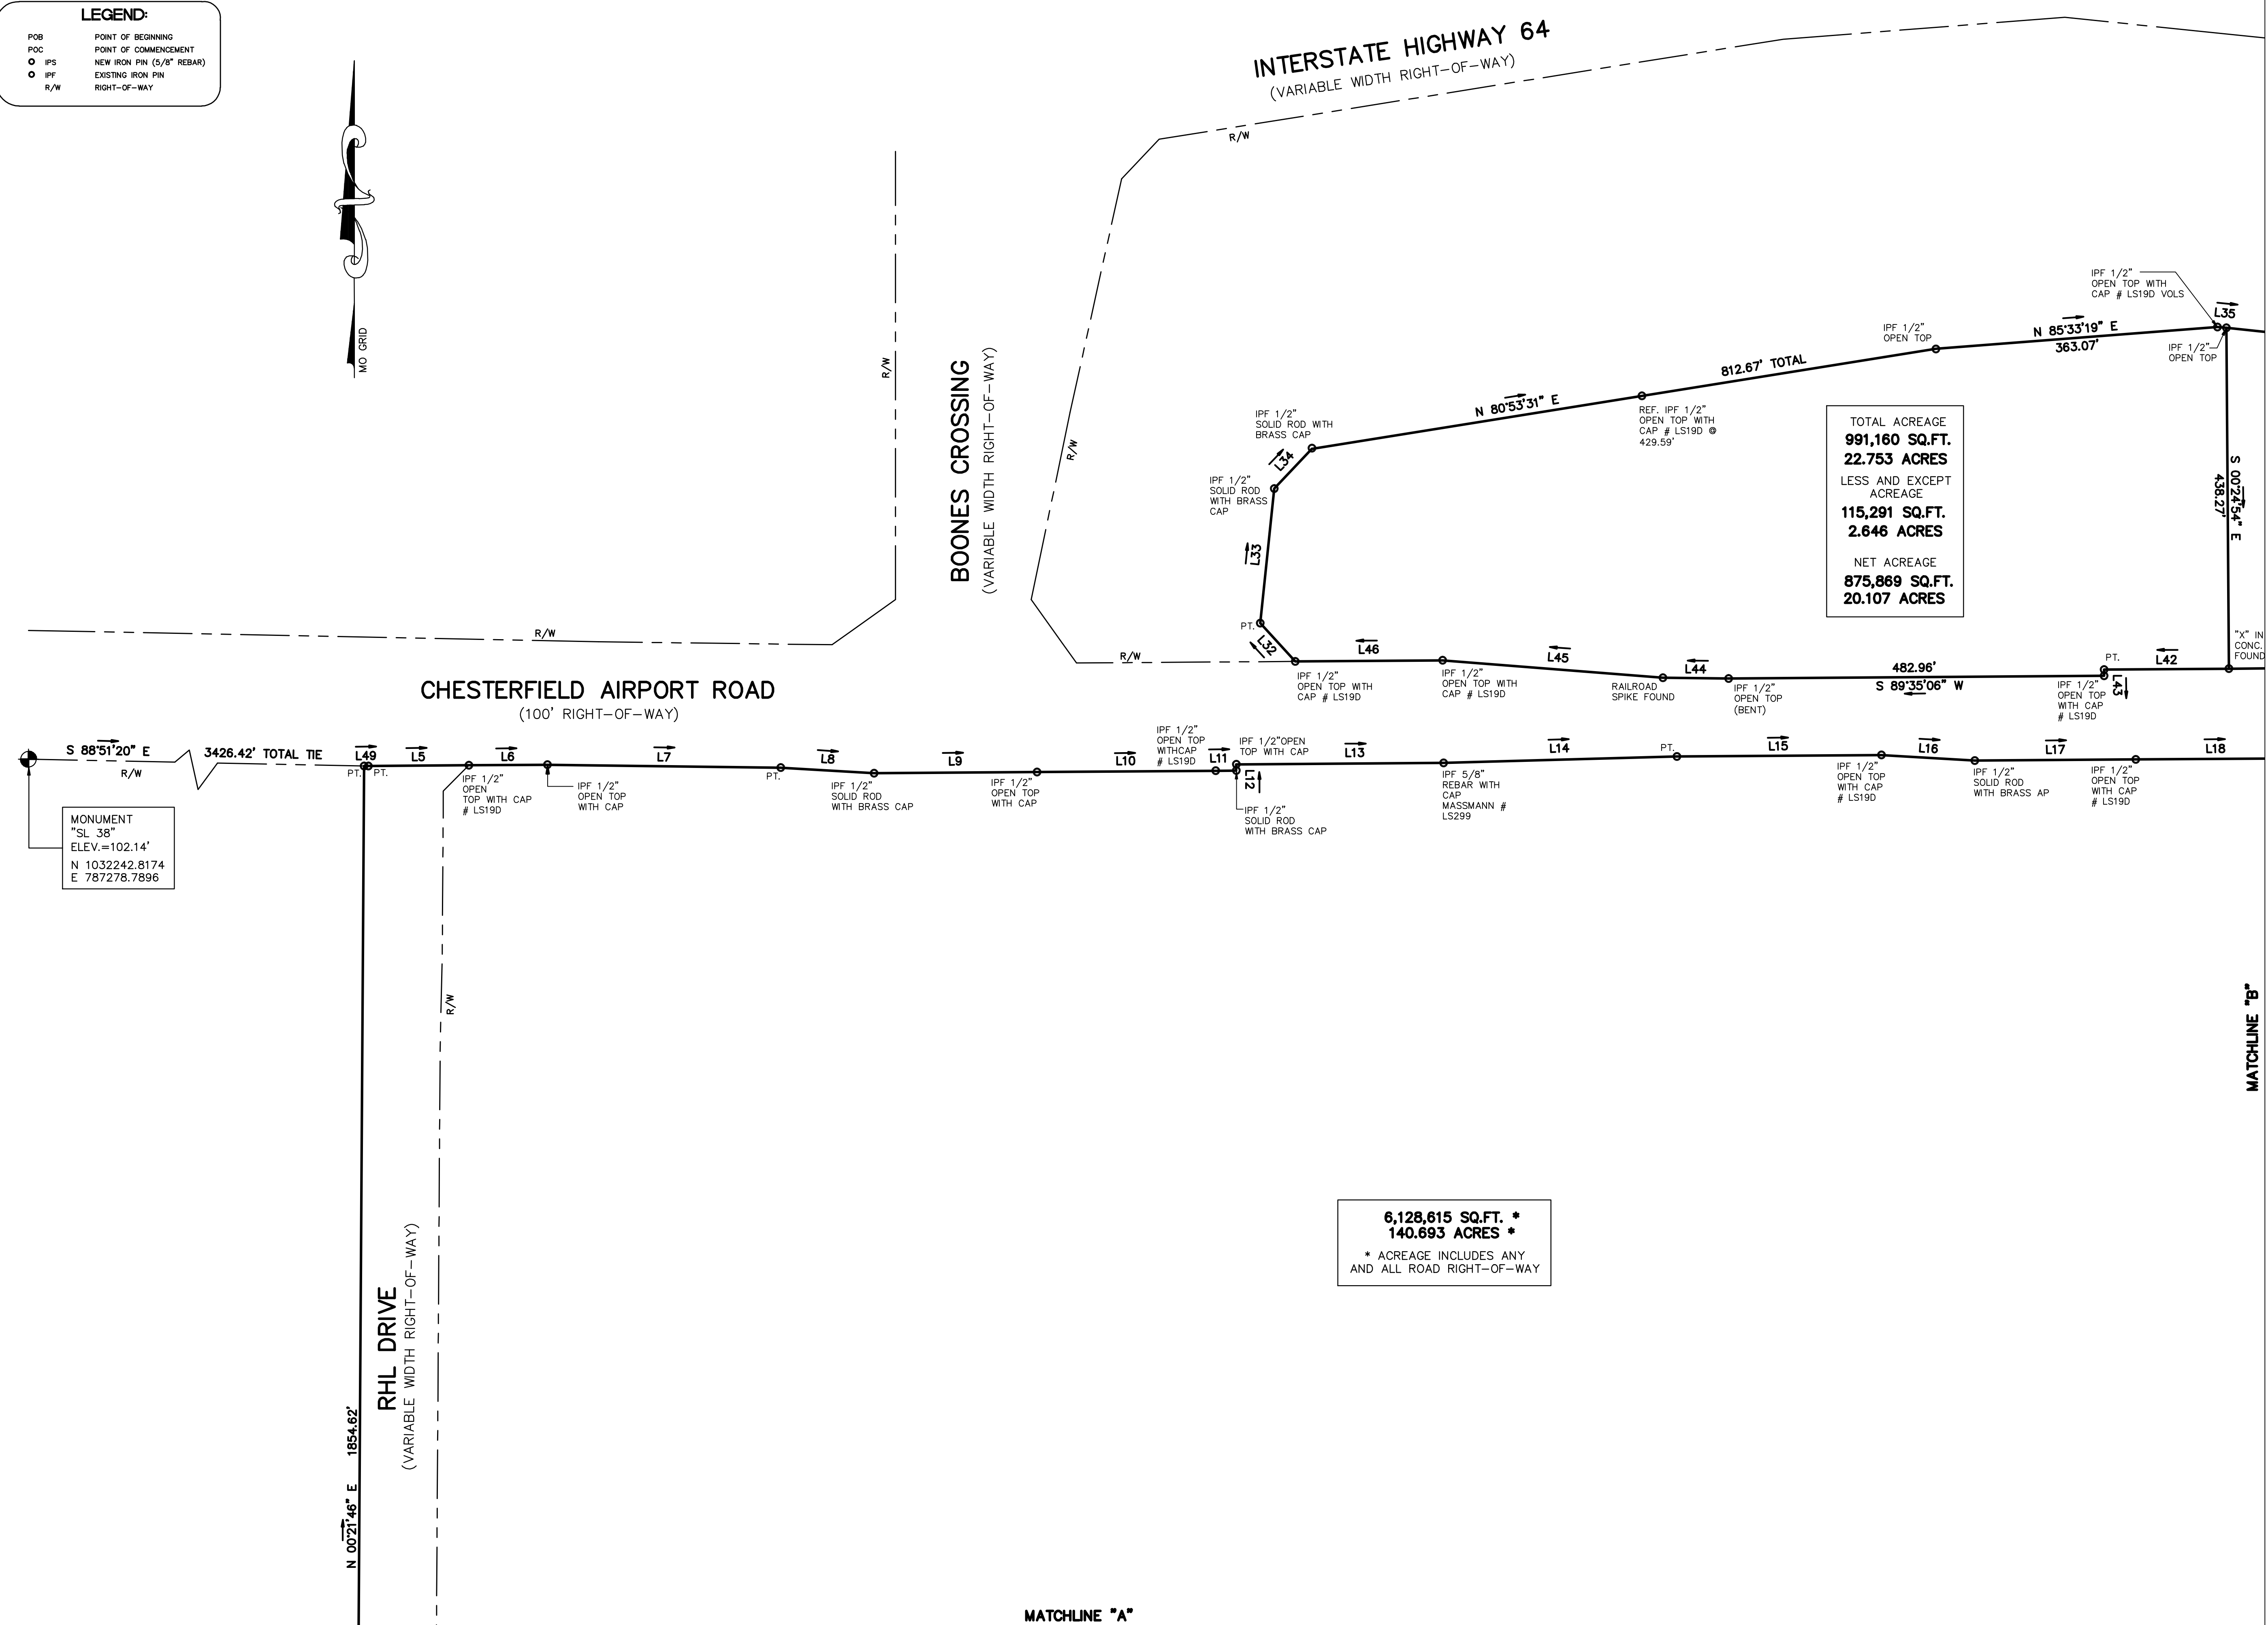 LEGEND:
POB POINT OF BEGINNING
POC POINT OF COMMENCEMENT
IPS NEW IRON PIN (5/8" REBAR)
IPF EXISTING IRON PIN
R/W RIGHT-OF-WAY
MO GRID
INTERSTATE HIGHWAY 64
(VARIABLE WIDTH RIGHT-OF-WAY)
R/W
R/W
BOONES CROSSING
(VARIABLE WIDTH RIGHT-OF-WAY)
R/W
IPF 1/2"
OPEN TOP WITH
CAP # LS19D VOLS
L35
N 85°33'19" E
363.07'
IPF 1/2"
OPEN TOP
IPF 1/2"
OPEN TOP
812.67' TOTAL
N 80°53'31" E
REF. IPF 1/2"
OPEN TOP WITH
CAP # LS19D @
429.59'
IPF 1/2"
SOLID ROD WITH
BRASS CAP
L34
IPF 1/2"
SOLID ROD
WITH BRASS
CAP
L33
TOTAL ACREAGE
991,160 SQ.FT.
22.753 ACRES
LESS AND EXCEPT
ACREAGE
115,291 SQ.FT.
2.646 ACRES
NET ACREAGE
875,869 SQ.FT.
20.107 ACRES
S 00°24'54" E
438.27'
PT.
L32
R/W
R/W
L46
L45
L44
482.96'
S 89°35'06" W
PT.
L42
L43
"X" IN
CONC.
FOUND
IPF 1/2"
OPEN TOP WITH
CAP # LS19D
IPF 1/2"
OPEN TOP WITH
CAP # LS19D
RAILROAD
SPIKE FOUND
IPF 1/2"
OPEN TOP
(BENT)
IPF 1/2"
OPEN TOP
WITH CAP
# LS19D
CHESTERFIELD AIRPORT ROAD
(100' RIGHT-OF-WAY)
S 88°51'20" E
R/W
3426.42' TOTAL TIE
L49
PT.
PT.
L5
L6
L7
PT.
L8
L9
L10
L11
L12
L13
L14
PT.
L15
L16
L17
L18
IPF 1/2"
OPEN
TOP WITH CAP
# LS19D
IPF 1/2"
OPEN TOP
WITH CAP
IPF 1/2"
SOLID ROD
WITH BRASS CAP
IPF 1/2"
OPEN TOP
WITH CAP
IPF 1/2"
OPEN TOP
WITHCAP
# LS19D
IPF 1/2"OPEN
TOP WITH CAP
IPF 1/2"
SOLID ROD
WITH BRASS CAP
IPF 5/8"
REBAR WITH
CAP
MASSMANN #
LS299
IPF 1/2"
OPEN TOP
WITH CAP
# LS19D
IPF 1/2"
SOLID ROD
WITH BRASS AP
IPF 1/2"
OPEN TOP
WITH CAP
# LS19D
MONUMENT
"SL 38"
ELEV.=102.14'
N 1032242.8174
E 787278.7896
R/W
MATCHLINE "B"
6,128,615 SQ.FT. *
140.693 ACRES *
* ACREAGE INCLUDES ANY
AND ALL ROAD RIGHT-OF-WAY
RHL DRIVE
(VARIABLE WIDTH RIGHT-OF-WAY)
N 00°21'46" E 1854.62'
MATCHLINE "A"